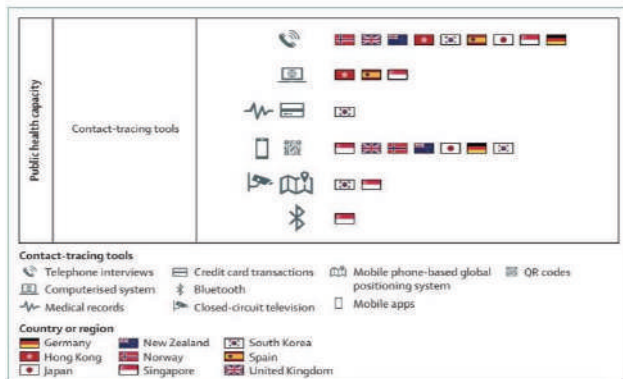 Public health capacity
Contact-tracing tools
Contact-tracing tools
Telephone interviews
Credit card transactions
Mobile phone-based global positioning system
QR codes
Computerised system
Bluetooth
Medical records
Closed-circuit television
Mobile apps
Country or region
Germany
New Zealand
South Korea
Hong Kong
Norway
Spain
Japan
Singapore
United Kingdom